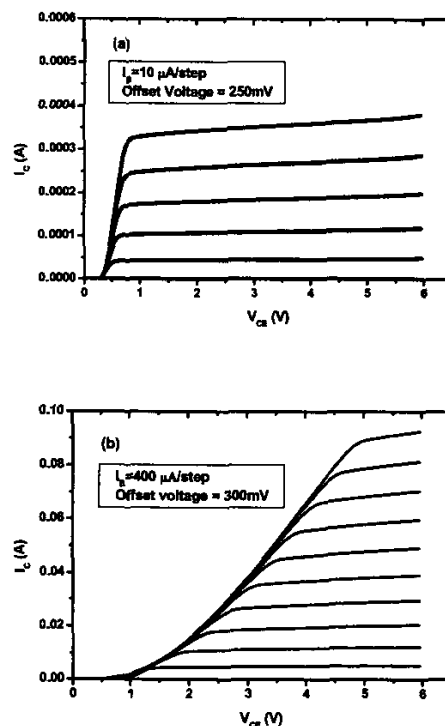 (a)
I_B=10 μA/step
Offset Voltage = 250mV
I_C (A)
0.0005
0.0004
0.0003
0.0002
0.0001
0.0000
0 1 2 3 4 5 6
V_CE (V)
(b)
I_B=400 μA/step
Offset voltage = 300mV
I_C (A)
0.10
0.08
0.06
0.04
0.02
0.00
0 1 2 3 4 5 6
V_CE (V)